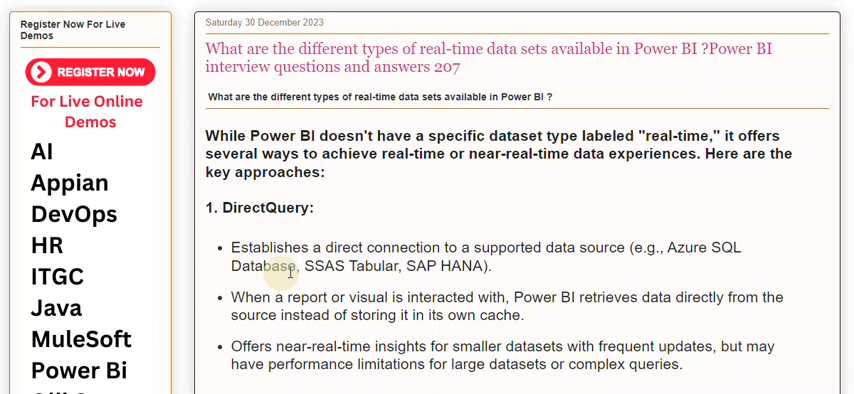 Register Now For Live
Demos
REGISTER NOW
For Live Online
Demos
AI
Appian
DevOps
HR
ITGC
Java
MuleSoft
Power Bi
Saturday 30 December 2023
What are the different types of real-time data sets available in Power BI ?Power BI
interview questions and answers 207
What are the different types of real-time data sets available in Power BI ?
While Power BI doesn't have a specific dataset type labeled "real-time," it offers
several ways to achieve real-time or near-real-time data experiences. Here are the
key approaches:
1. DirectQuery:
• Establishes a direct connection to a supported data source (e.g., Azure SQL
Database, SSAS Tabular, SAP HANA).
• When a report or visual is interacted with, Power BI retrieves data directly from the
source instead of storing it in its own cache.
• Offers near-real-time insights for smaller datasets with frequent updates, but may
have performance limitations for large datasets or complex queries.